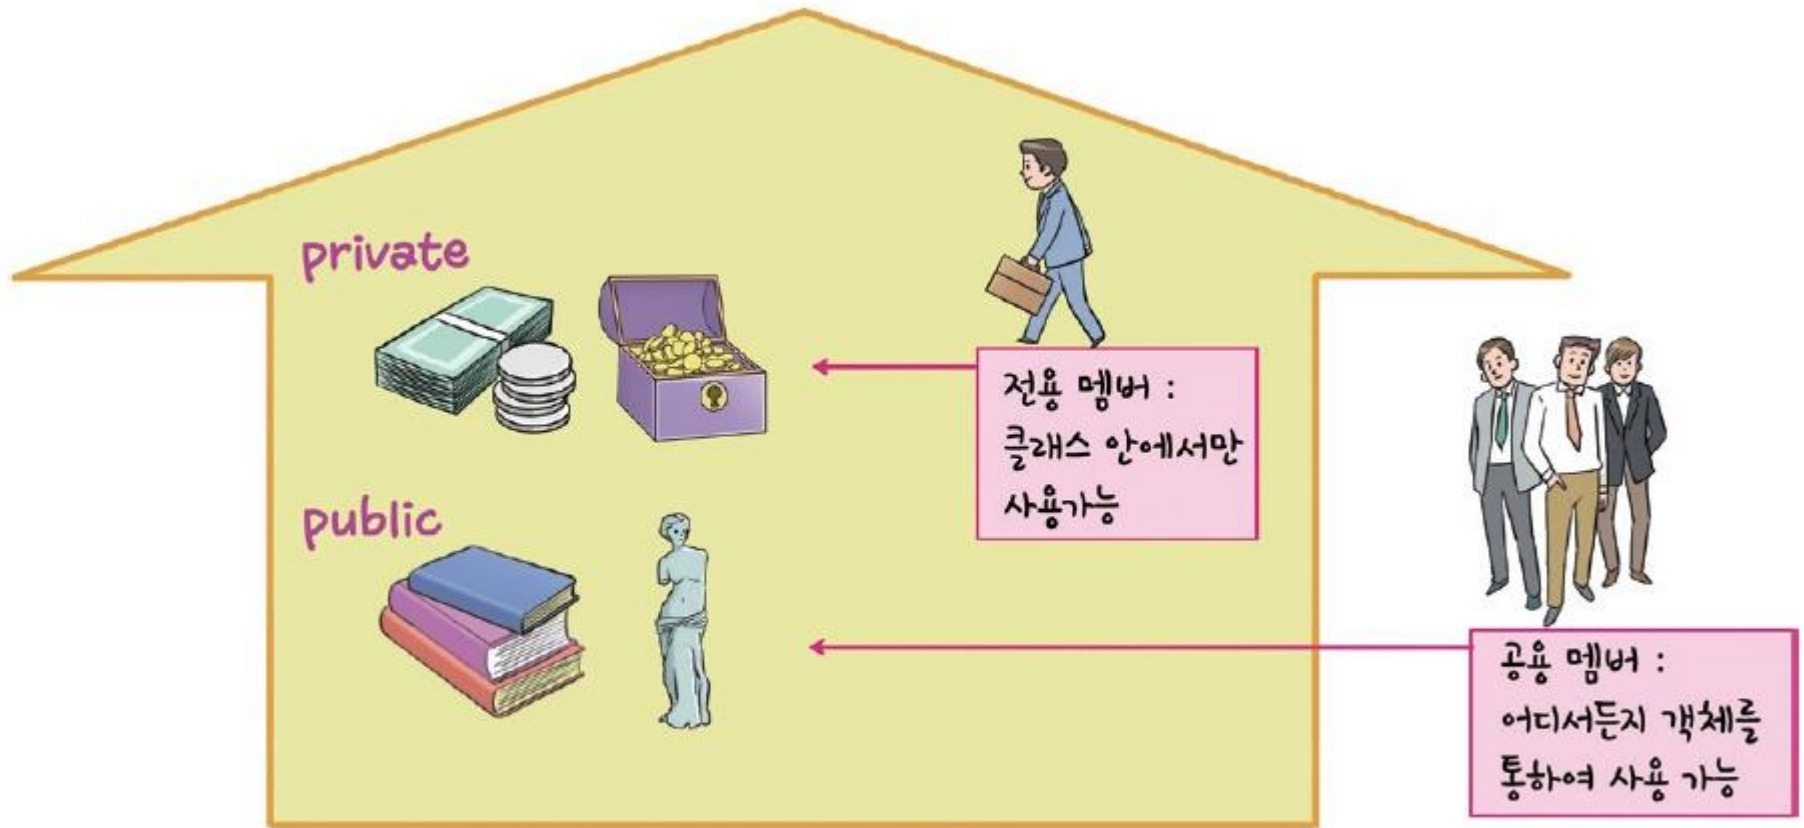 private
전용 멤버 :
클래스 안에서만
사용가능
public
공용 멤버 :
어디서든지 객체를
통하여 사용 가능